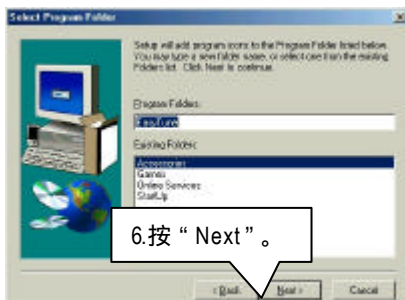 Select Program Folder
Setup will add program icons to the Program Folder listed below.
You may type a new folder name, or select one from the existing
Folders list. Click Next to continue.
Program Folders:
EasyTune
Existing Folders:
Accessories
Games
Online Services
StartUp
6.按“Next”。
< Back
Next >
Cancel